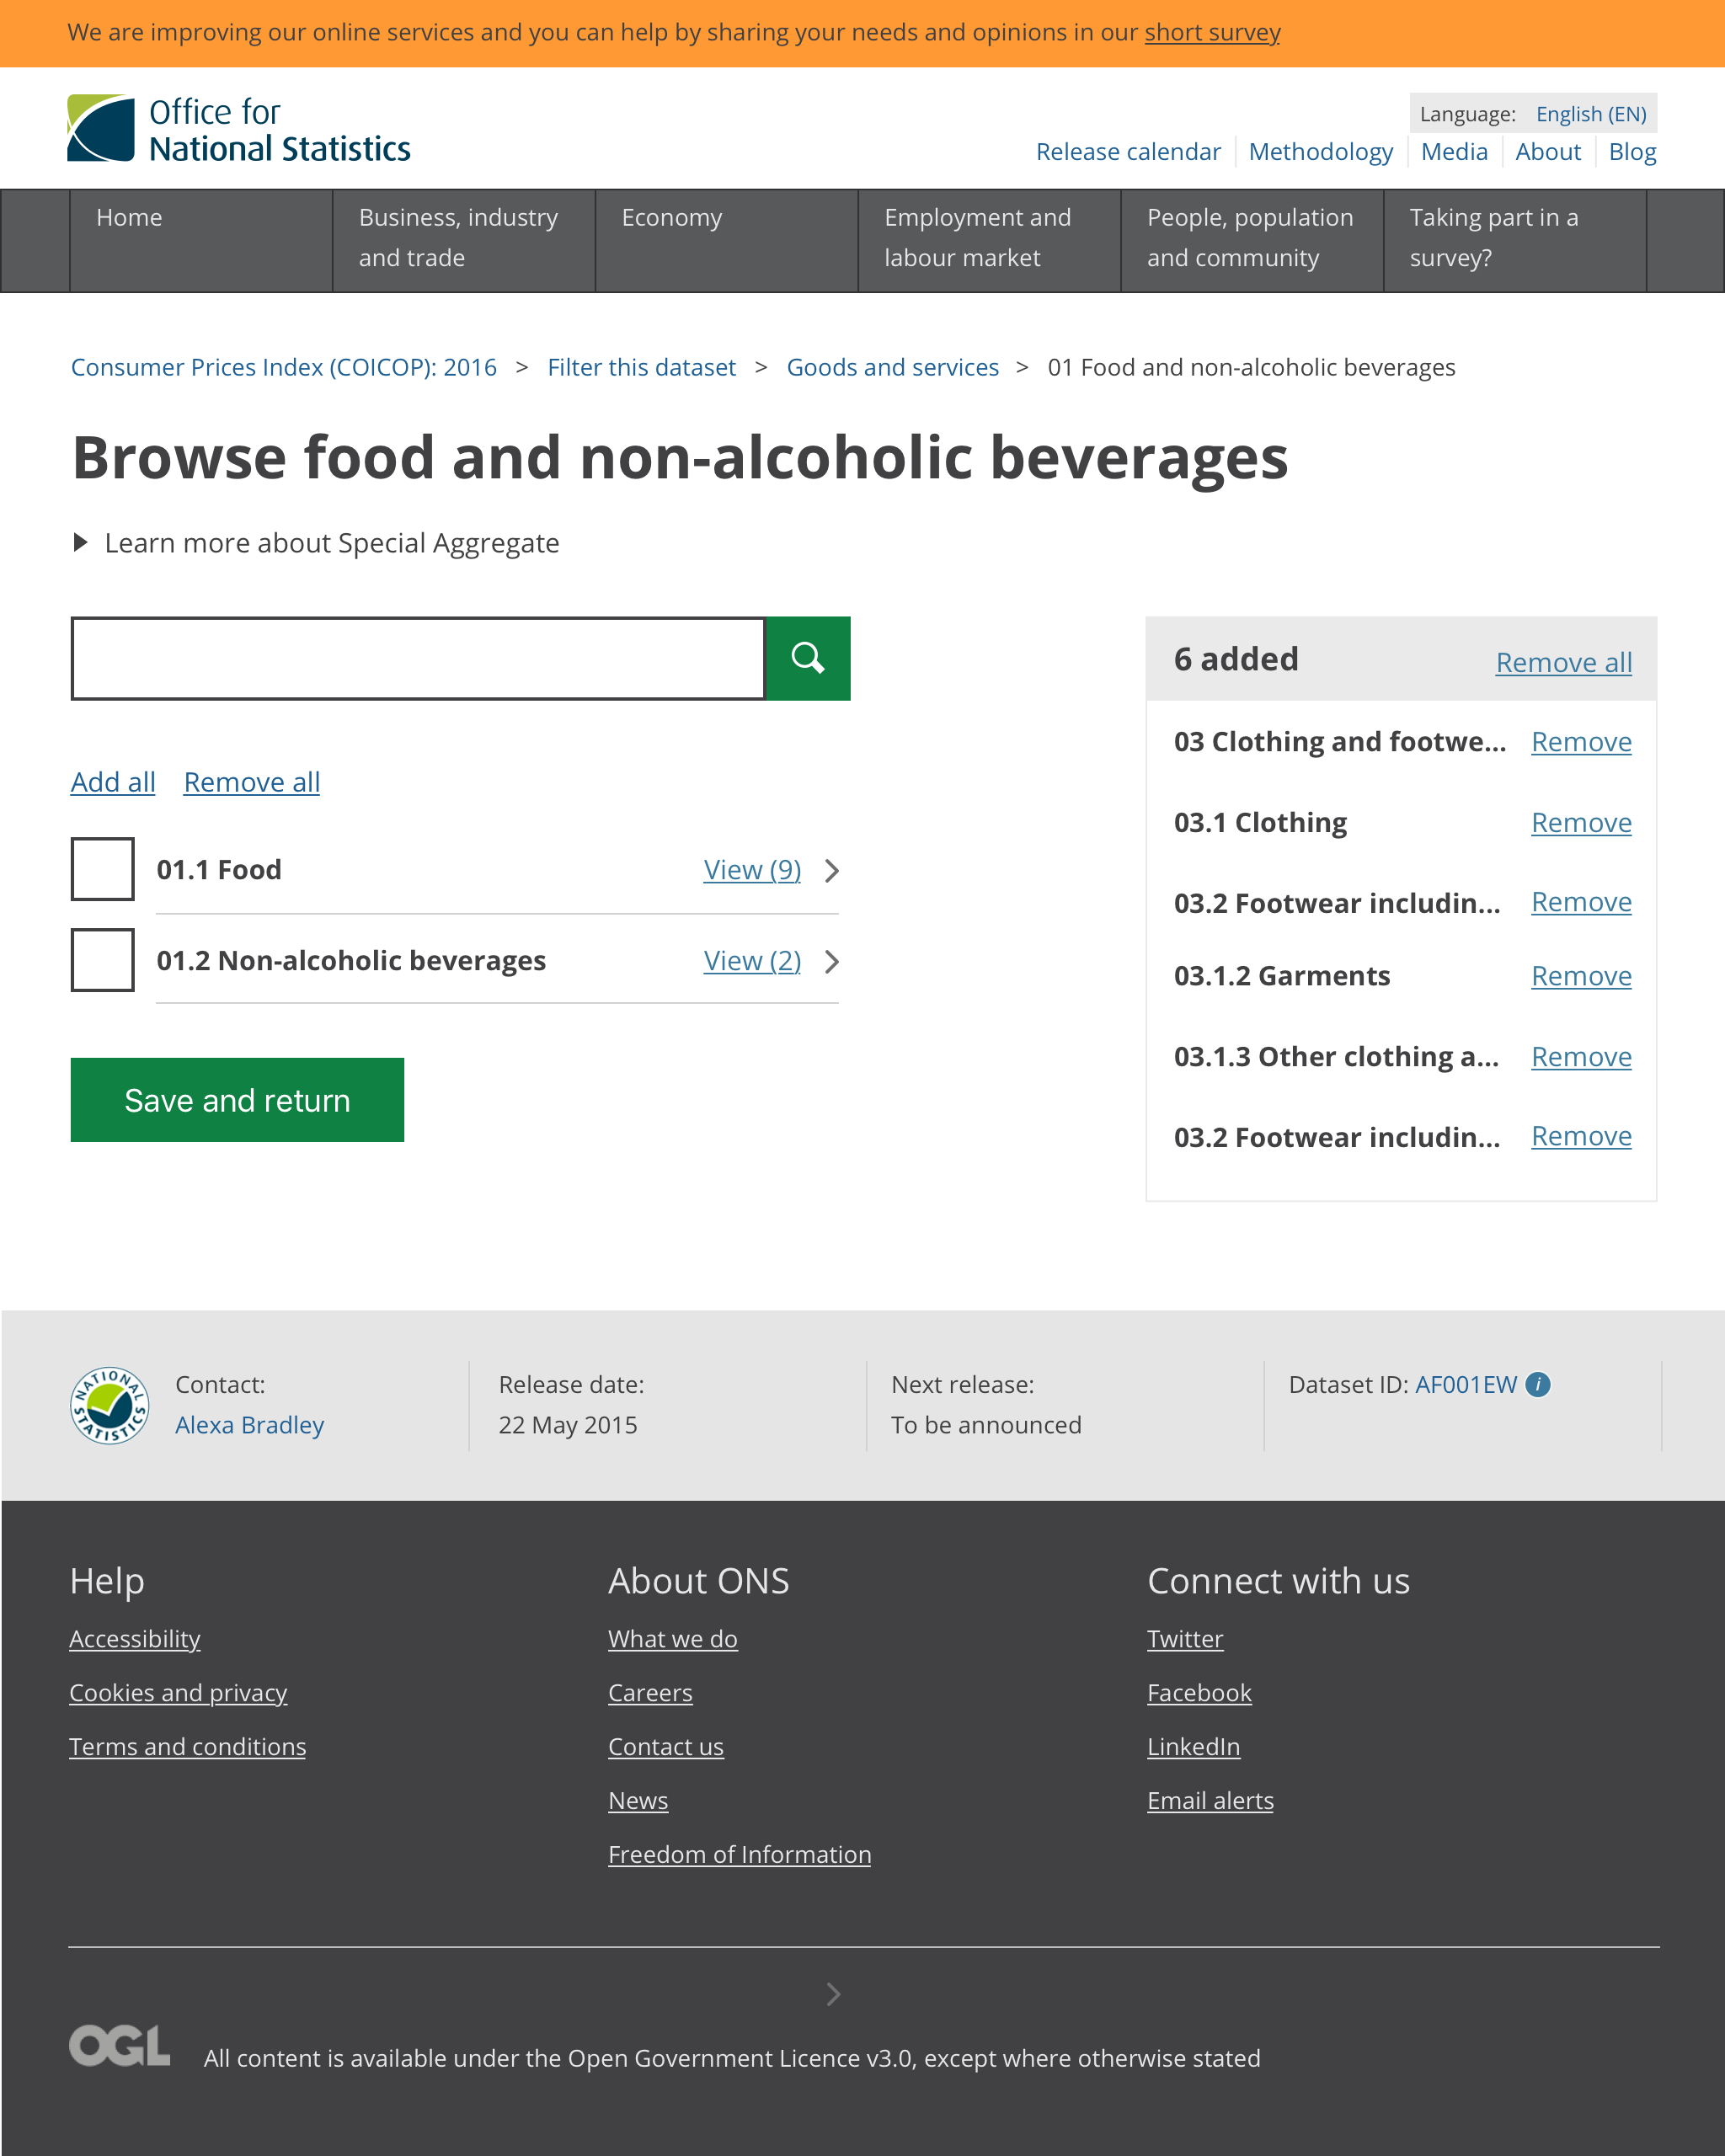 We are improving our online services and you can help by sharing your needs and opinions in our short survey
Office for
National Statistics
Language: English (EN)
Release calendar Methodology Media About Blog
Home
Business, industry
and trade
Economy
Employment and
labour market
People, population
and community
Taking part in a
survey?
Consumer Prices Index (COICOP): 2016 > Filter this dataset > Goods and services > 01 Food and non-alcoholic beverages
Browse food and non-alcoholic beverages
Learn more about Special Aggregate
Add all Remove all
01.1 Food View (9)
01.2 Non-alcoholic beverages View (2)
Save and return
6 added Remove all
03 Clothing and footwe... Remove
03.1 Clothing Remove
03.2 Footwear includin... Remove
03.1.2 Garments Remove
03.1.3 Other clothing a... Remove
03.2 Footwear includin... Remove
NATIONAL STATISTICS
Contact:
Alexa Bradley
Release date:
22 May 2015
Next release:
To be announced
Dataset ID: AF001EW i
Help
Accessibility
Cookies and privacy
Terms and conditions
About ONS
What we do
Careers
Contact us
News
Freedom of Information
Connect with us
Twitter
Facebook
LinkedIn
Email alerts
OGL All content is available under the Open Government Licence v3.0, except where otherwise stated